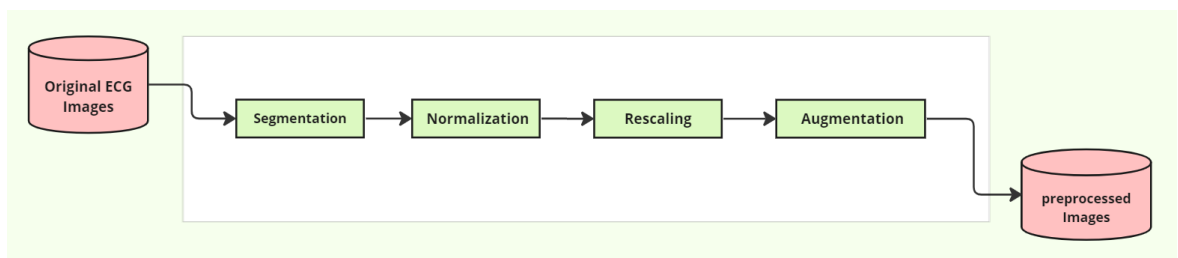 Original ECG
Images
Segmentation
Normalization
Rescaling
Augmentation
preprocessed
Images